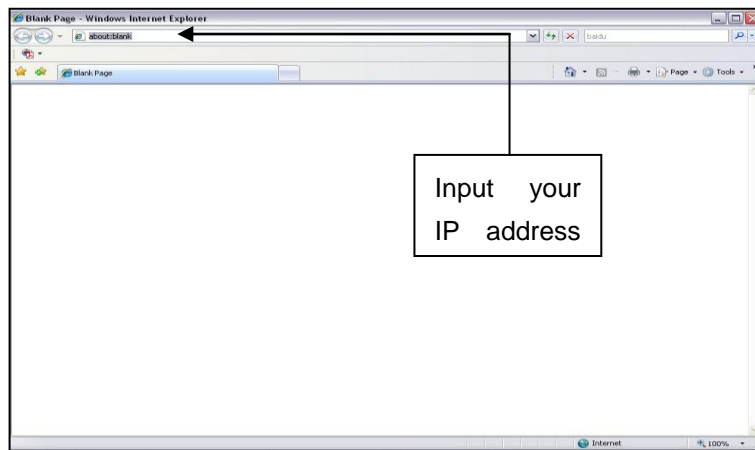 Blank Page - Windows Internet Explorer
about:blank
baidu
Blank Page
Page
Tools
Input your
IP address
Internet
100%